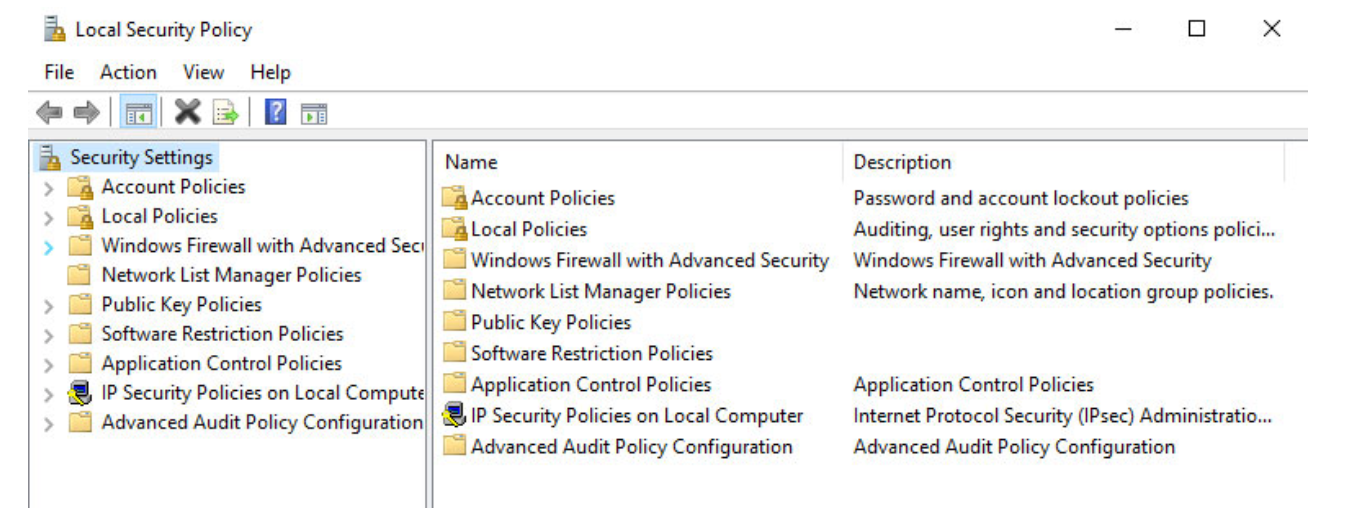 Local Security Policy
File Action View Help
Security Settings
Account Policies
Local Policies
Windows Firewall with Advanced Secu
Network List Manager Policies
Public Key Policies
Software Restriction Policies
Application Control Policies
IP Security Policies on Local Compute
Advanced Audit Policy Configuration
Name Description
Account Policies Password and account lockout policies
Local Policies Auditing, user rights and security options polici...
Windows Firewall with Advanced Security Windows Firewall with Advanced Security
Network List Manager Policies Network name, icon and location group policies.
Public Key Policies
Software Restriction Policies
Application Control Policies Application Control Policies
IP Security Policies on Local Computer Internet Protocol Security (IPsec) Administratio...
Advanced Audit Policy Configuration Advanced Audit Policy Configuration